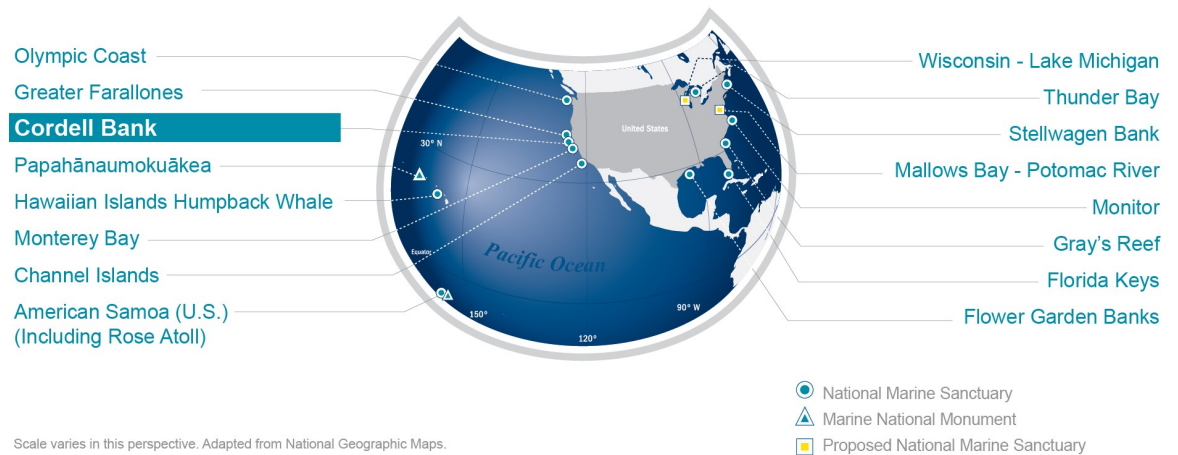 Olympic Coast
Greater Farallones
Cordell Bank
Papahānaumokuākea
Hawaiian Islands Humpback Whale
Monterey Bay
Channel Islands
American Samoa (U.S.)
(Including Rose Atoll)
30° N
Equator
150°
120°
90° W
United States
Pacific Ocean
Wisconsin - Lake Michigan
Thunder Bay
Stellwagen Bank
Mallows Bay - Potomac River
Monitor
Gray's Reef
Florida Keys
Flower Garden Banks
National Marine Sanctuary
Marine National Monument
Proposed National Marine Sanctuary
Scale varies in this perspective. Adapted from National Geographic Maps.